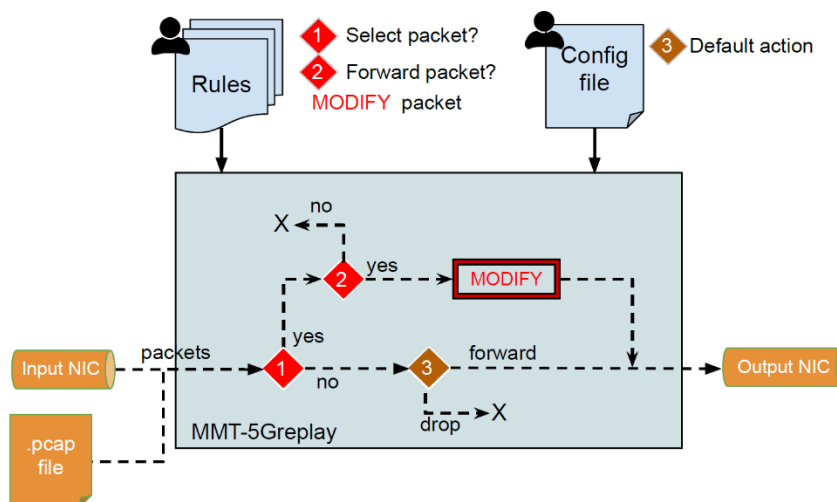 Rules
1 Select packet?
2 Forward packet?
MODIFY packet
Config
file
3 Default action
no
X
2
yes
MODIFY
yes
packets
Input NIC
1
no
3
forward
Output NIC
drop
X
MMT-5Greplay
.pcap
file